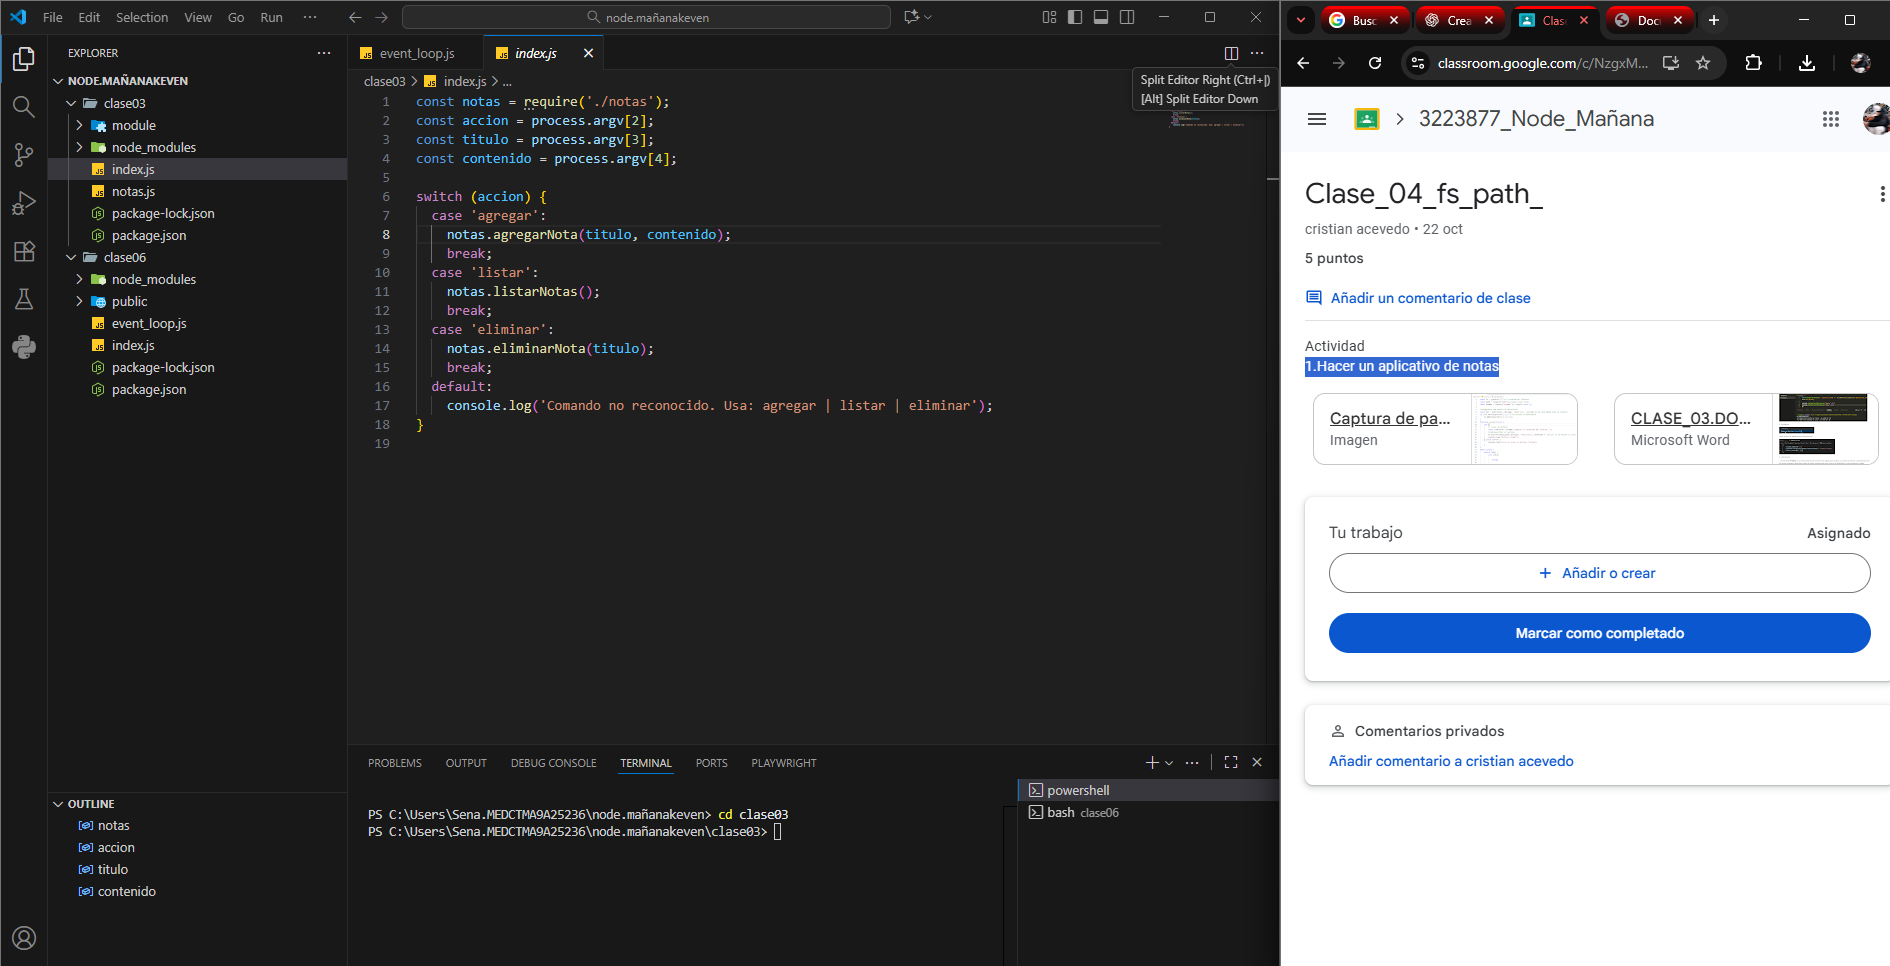 File Edit Selection View Go Run ···
node.mañanakeven
EXPLORER
NODE.MAÑANAKEVEN
clase03
module
node_modules
index.js
notas.js
package-lock.json
package.json
clase06
node_modules
public
event_loop.js
index.js
package-lock.json
package.json
OUTLINE
notas
accion
titulo
contenido
event_loop.js
index.js
clase03 > index.js > ...
Split Editor Right (Ctrl+|)
[Alt] Split Editor Down
1 const notas = require('./notas');
2 const accion = process.argv[2];
3 const titulo = process.argv[3];
4 const contenido = process.argv[4];
5
6 switch (accion) {
7 case 'agregar':
8 notas.agregarNota(titulo, contenido);
9 break;
10 case 'listar':
11 notas.listarNotas();
12 break;
13 case 'eliminar':
14 notas.eliminarNota(titulo);
15 break;
16 default:
17 console.log('Comando no reconocido. Usa: agregar | listar | eliminar');
18 }
19
PROBLEMS OUTPUT DEBUG CONSOLE TERMINAL PORTS PLAYWRIGHT
PS C:\Users\Sena.MEDCTMA9A25236\node.mañanakeven> cd clase03
PS C:\Users\Sena.MEDCTMA9A25236\node.mañanakeven\clase03>
powershell
bash clase06
Busc
Crea
Clas
Doc
classroom.google.com/c/NzgxM...
3223877_Node_Mañana
Clase_04_fs_path_
cristian acevedo • 22 oct
5 puntos
Añadir un comentario de clase
Actividad
1.Hacer un aplicativo de notas
Captura de pa...
Imagen
CLASE_03.DO...
Microsoft Word
Tu trabajo
Asignado
+ Añadir o crear
Marcar como completado
Comentarios privados
Añadir comentario a cristian acevedo